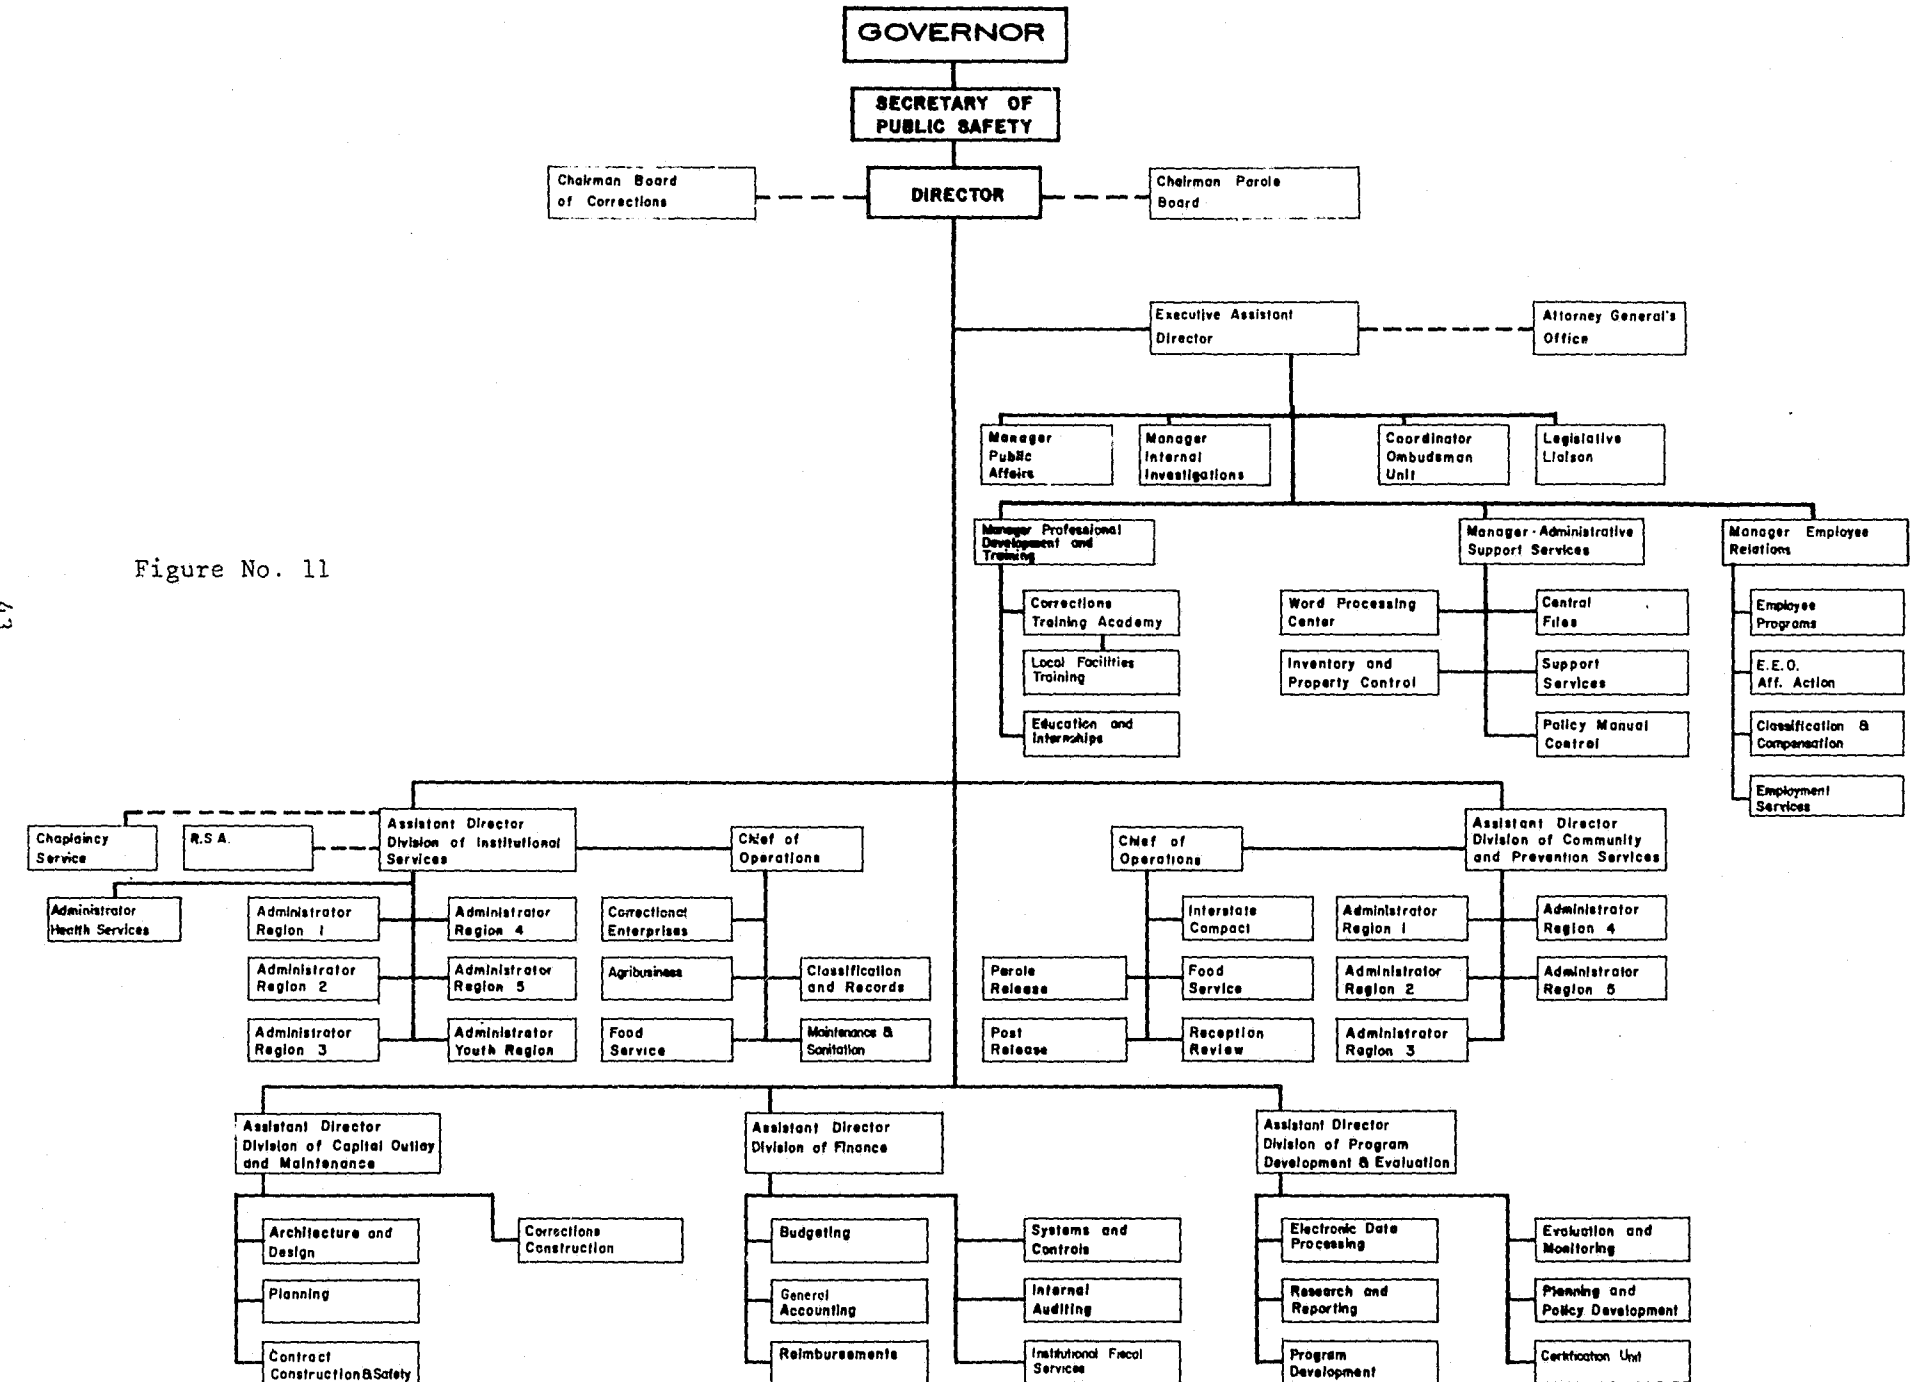 GOVERNOR
SECRETARY OF
PUBLIC SAFETY
Chairman Board
of Corrections
DIRECTOR
Chairman Parole
Board
Executive Assistant
Director
Attorney General's
Office
Manager
Public
Affairs
Manager
Internal
Investigations
Coordinator
Ombudsman
Unit
Legislative
Liaison
Manager Professional
Development and
Training
Manager - Administrative
Support Services
Manager Employee
Relations
Figure No. 11
43
Corrections
Training Academy
Local Facilities
Training
Education and
Internships
Word Processing
Center
Inventory and
Property Control
Central
Files
Support
Services
Policy Manual
Control
Employee
Programs
E.E.O.
Aff. Action
Classification &
Compensation
Employment
Services
Chaplaincy
Service
R.S.A.
Assistant Director
Division of Institutional
Services
Chief of
Operations
Chief of
Operations
Assistant Director
Division of Community
and Prevention Services
Administrator
Health Services
Administrator
Region 1
Administrator
Region 4
Administrator
Region 2
Administrator
Region 5
Administrator
Region 3
Administrator
Youth Region
Correctional
Enterprises
Agribusiness
Classification
and Records
Food
Service
Maintenance &
Sanitation
Interstate
Compact
Parole
Release
Food
Service
Post
Release
Reception
Review
Administrator
Region 1
Administrator
Region 4
Administrator
Region 2
Administrator
Region 5
Administrator
Region 3
Assistant Director
Division of Capital Outlay
and Maintenance
Assistant Director
Division of Finance
Assistant Director
Division of Program
Development & Evaluation
Architecture and
Design
Corrections
Construction
Planning
Contract
Construction & Safety
Budgeting
Systems and
Controls
General
Accounting
Internal
Auditing
Reimbursements
Institutional Fiscal
Services
Electronic Data
Processing
Evaluation and
Monitoring
Research and
Reporting
Planning and
Policy Development
Program
Development
Certification Unit